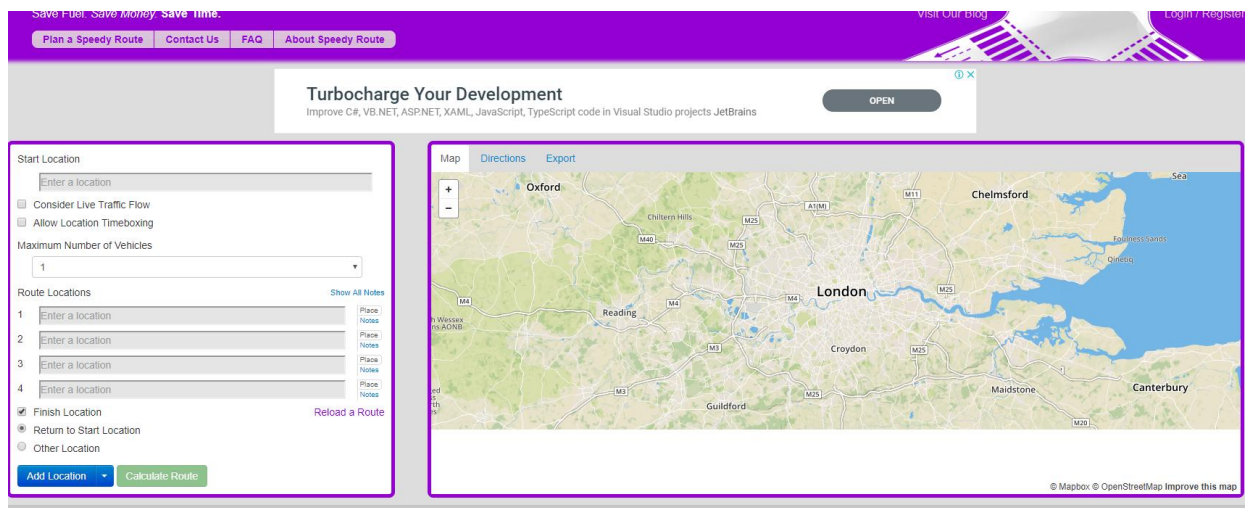 Save Fuel. Save Money. Save Time.
Visit Our Blog
Login / Register
Plan a Speedy Route
Contact Us
FAQ
About Speedy Route
Turbocharge Your Development
Improve C#, VB.NET, ASP.NET, XAML, JavaScript, TypeScript code in Visual Studio projects JetBrains
OPEN
Start Location
Enter a location
Consider Live Traffic Flow
Allow Location Timeboxing
Maximum Number of Vehicles
1
Route Locations
Show All Notes
1 Enter a location Place
Notes
2 Enter a location Place
Notes
3 Enter a location Place
Notes
4 Enter a location Place
Notes
Finish Location
Reload a Route
Return to Start Location
Other Location
Add Location
Calculate Route
Map Directions Export
+
−
Oxford
Sea
M11
Chelmsford
A1(M)
Chiltern Hills
M25
M40
M25
Foulness Sands
Qinetiq
London
M25
M4
M4
M4
Reading
h Wessex
ns AONB
M3
Croydon
M25
M3
M25
Maidstone
Canterbury
Guildford
M20
© Mapbox © OpenStreetMap Improve this map